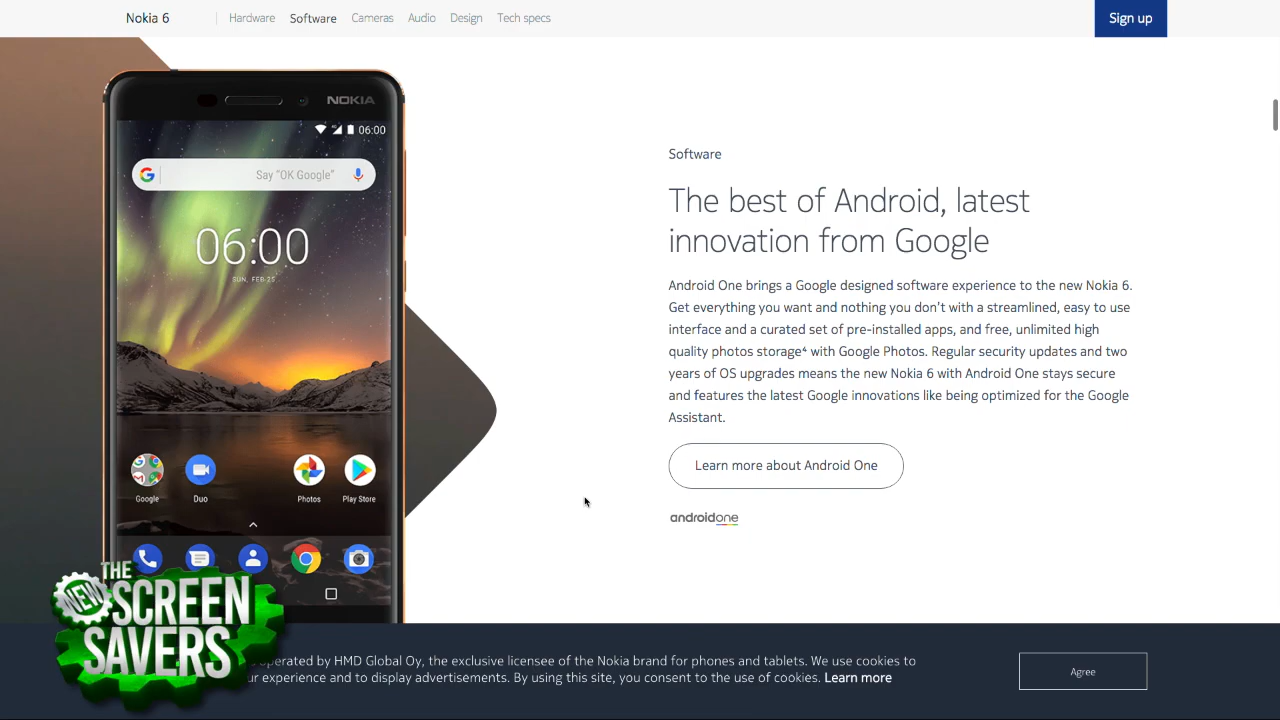 Nokia 6
Hardware
Software
Cameras
Audio
Design
Tech specs
Sign up
NOKIA
06:00
G
Say "OK Google"
06:00
SUN, FEB 25
Google
Duo
Photos
Play Store
Software
The best of Android, latest
innovation from Google
Android One brings a Google designed software experience to the new Nokia 6.
Get everything you want and nothing you don't with a streamlined, easy to use
interface and a curated set of pre-installed apps, and free, unlimited high
quality photos storage⁴ with Google Photos. Regular security updates and two
years of OS upgrades means the new Nokia 6 with Android One stays secure
and features the latest Google innovations like being optimized for the Google
Assistant.
Learn more about Android One
androidone
THE
NEW
SCREEN
SAVERS
operated by HMD Global Oy, the exclusive licensee of the Nokia brand for phones and tablets. We use cookies to
experience and to display advertisements. By using this site, you consent to the use of cookies. Learn more
Agree